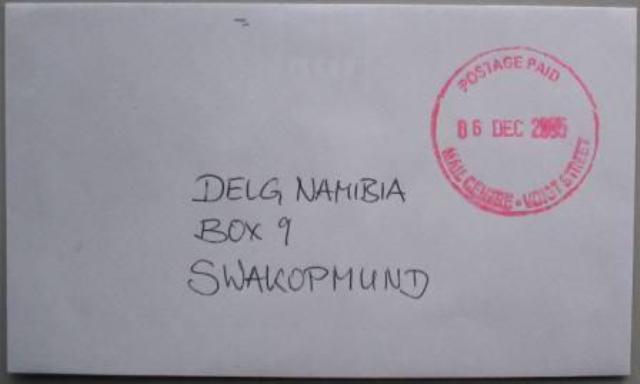 POSTAGE PAID
06 DEC 2005
MAIL CENTRE - VOIGT STREET
DELG NAMIBIA
BOX 9
SWAKOPMUND